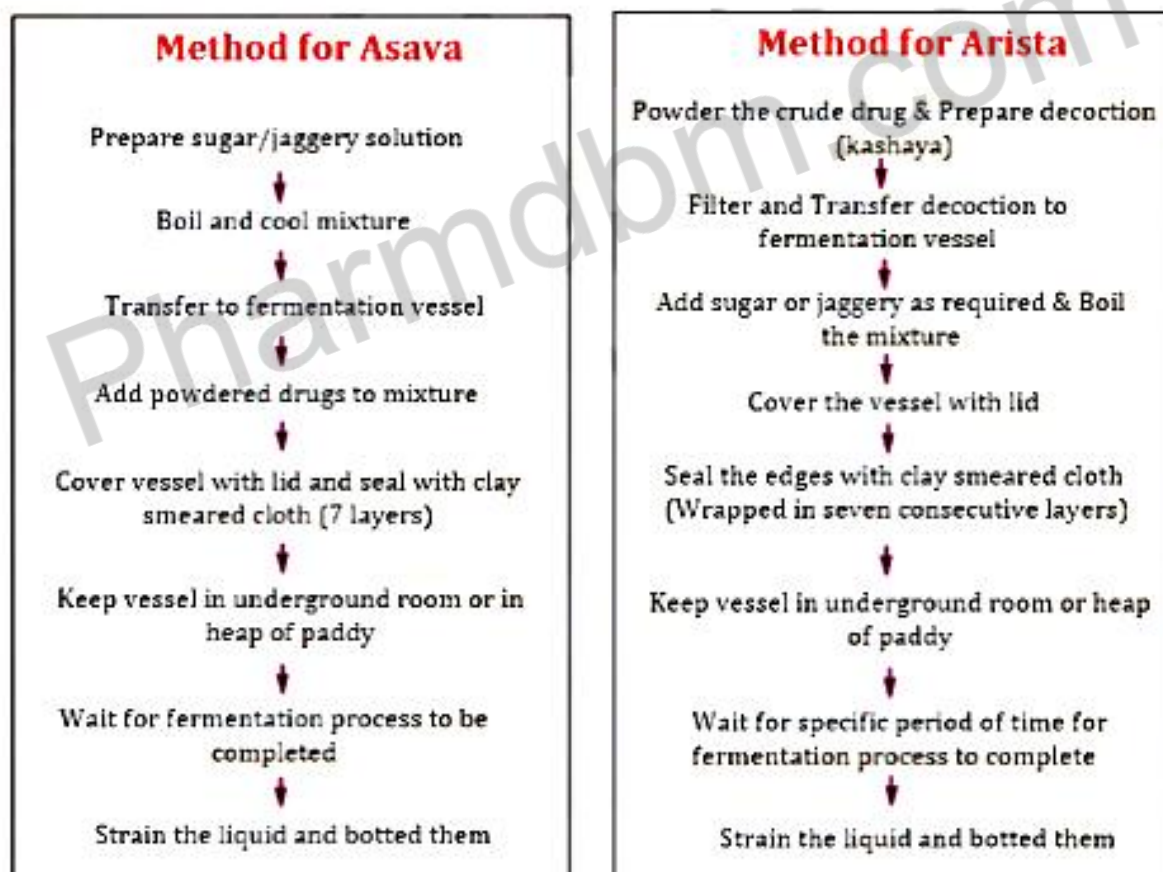 Method for Asava
Prepare sugar/jaggery solution
Boil and cool mixture
Transfer to fermentation vessel
Add powdered drugs to mixture
Cover vessel with lid and seal with clay
smeared cloth (7 layers)
Keep vessel in underground room or in
heap of paddy
Wait for fermentation process to be
completed
Strain the liquid and botted them
Method for Arista
Powder the crude drug & Prepare decoction
(kashaya)
Filter and Transfer decoction to
fermentation vessel
Add sugar or jaggery as required & Boil
the mixture
Cover the vessel with lid
Seal the edges with clay smeared cloth
(Wrapped in seven consecutive layers)
Keep vessel in underground room or heap
of paddy
Wait for specific period of time for
fermentation process to complete
Strain the liquid and botted them
Pharmdbm.com